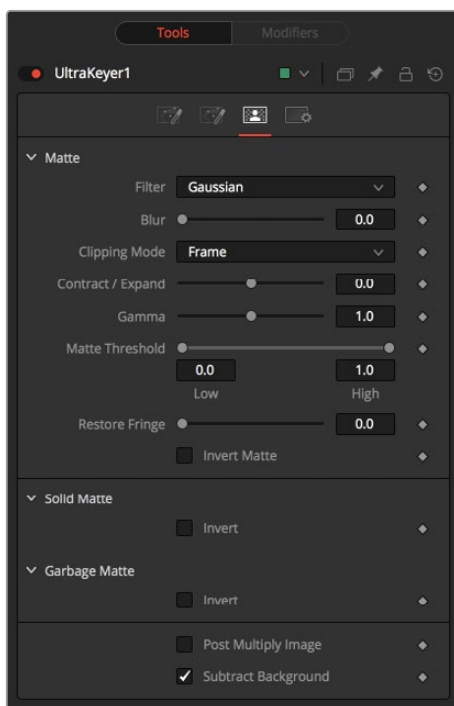 Tools Modifiers
UltraKeyer1
Matte
Filter Gaussian
Blur 0.0
Clipping Mode Frame
Contract / Expand 0.0
Gamma 1.0
Matte Threshold
0.0 1.0
Low High
Restore Fringe 0.0
Invert Matte
Solid Matte
Invert
Garbage Matte
Invert
Post Multiply Image
Subtract Background